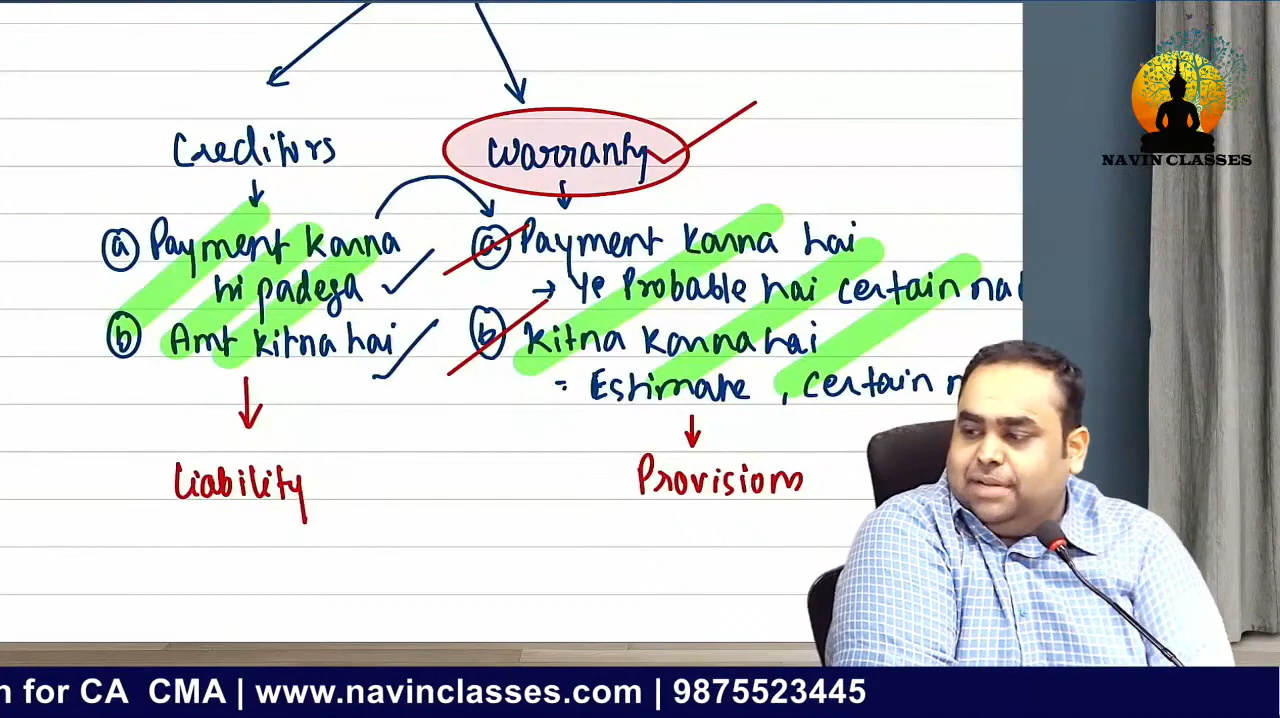 NAVIN CLASSES
Creditors
Warranty
(a) Payment karna
hi padega
(b) Amt kitna hai
Liability
(a) Payment karna hai
→ Ye Probable hai certain
(b) Kitna karna hai
= Estimate , certain
Provision
n for CA CMA | www.navinclasses.com | 9875523445